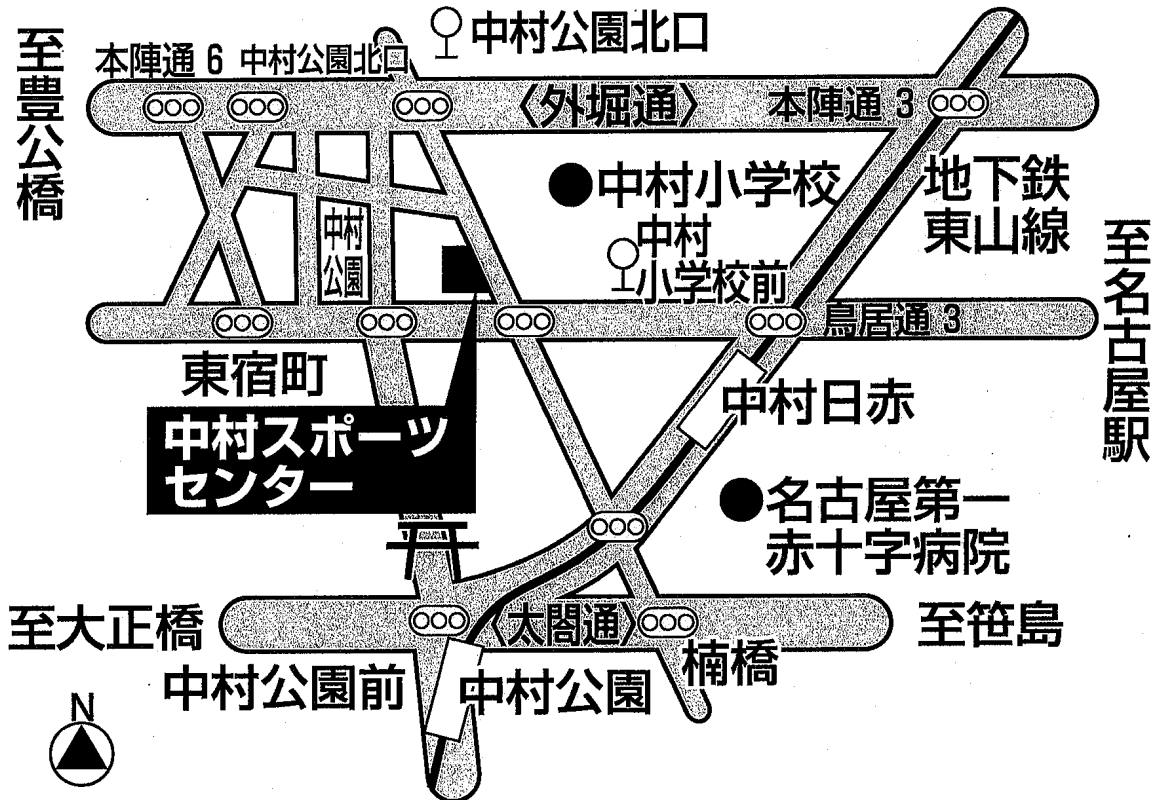 至豊公橋
本陣通 6
中村公園北口
中村公園北口
〈外堀通〉
本陣通 3
中村小学校
地下鉄
東山線
中村
公園
中村
小学校前
至名古屋駅
鳥居通 3
東宿町
中村日赤
中村スポーツ
センター
名古屋第一
赤十字病院
至大正橋
〈太閤通〉
至笹島
楠橋
中村公園前
中村公園
N